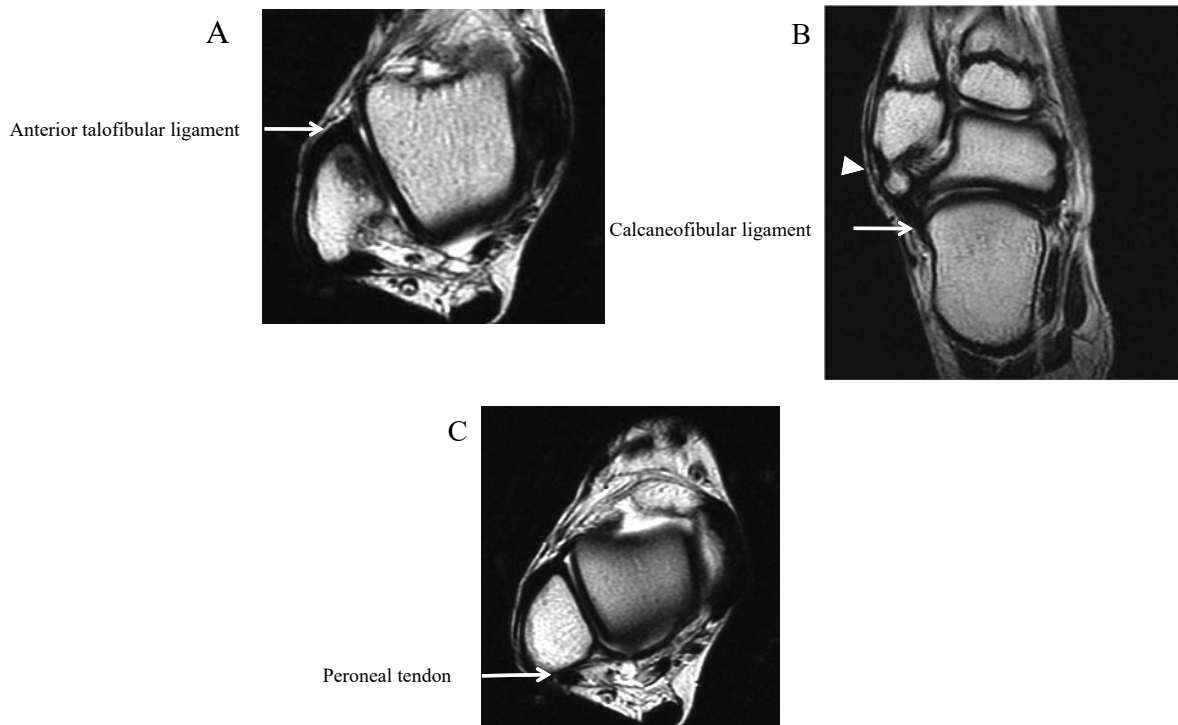 A
B
Anterior talofibular ligament
Calcaneofibular ligament
C
Peroneal tendon